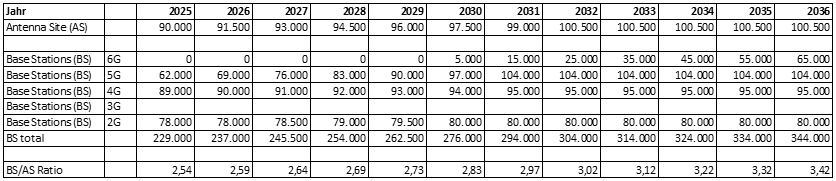 Jahr 2025 2026 2027 2028 2029 2030 2031 2032 2033 2034 2035 2036
Antenna Site (AS) 90.000 91.500 93.000 94.500 96.000 97.500 99.000 100.500 100.500 100.500 100.500 100.500
Base Stations (BS) 6G 0 0 0 0 0 5.000 15.000 25.000 35.000 45.000 55.000 65.000
Base Stations (BS) 5G 62.000 69.000 76.000 83.000 90.000 97.000 104.000 104.000 104.000 104.000 104.000 104.000
Base Stations (BS) 4G 89.000 90.000 91.000 92.000 93.000 94.000 95.000 95.000 95.000 95.000 95.000 95.000
Base Stations (BS) 3G
Base Stations (BS) 2G 78.000 78.000 78.500 79.000 79.500 80.000 80.000 80.000 80.000 80.000 80.000 80.000
BS total 229.000 237.000 245.500 254.000 262.500 276.000 294.000 304.000 314.000 324.000 334.000 344.000
BS/AS Ratio 2,54 2,59 2,64 2,69 2,73 2,83 2,97 3,02 3,12 3,22 3,32 3,42